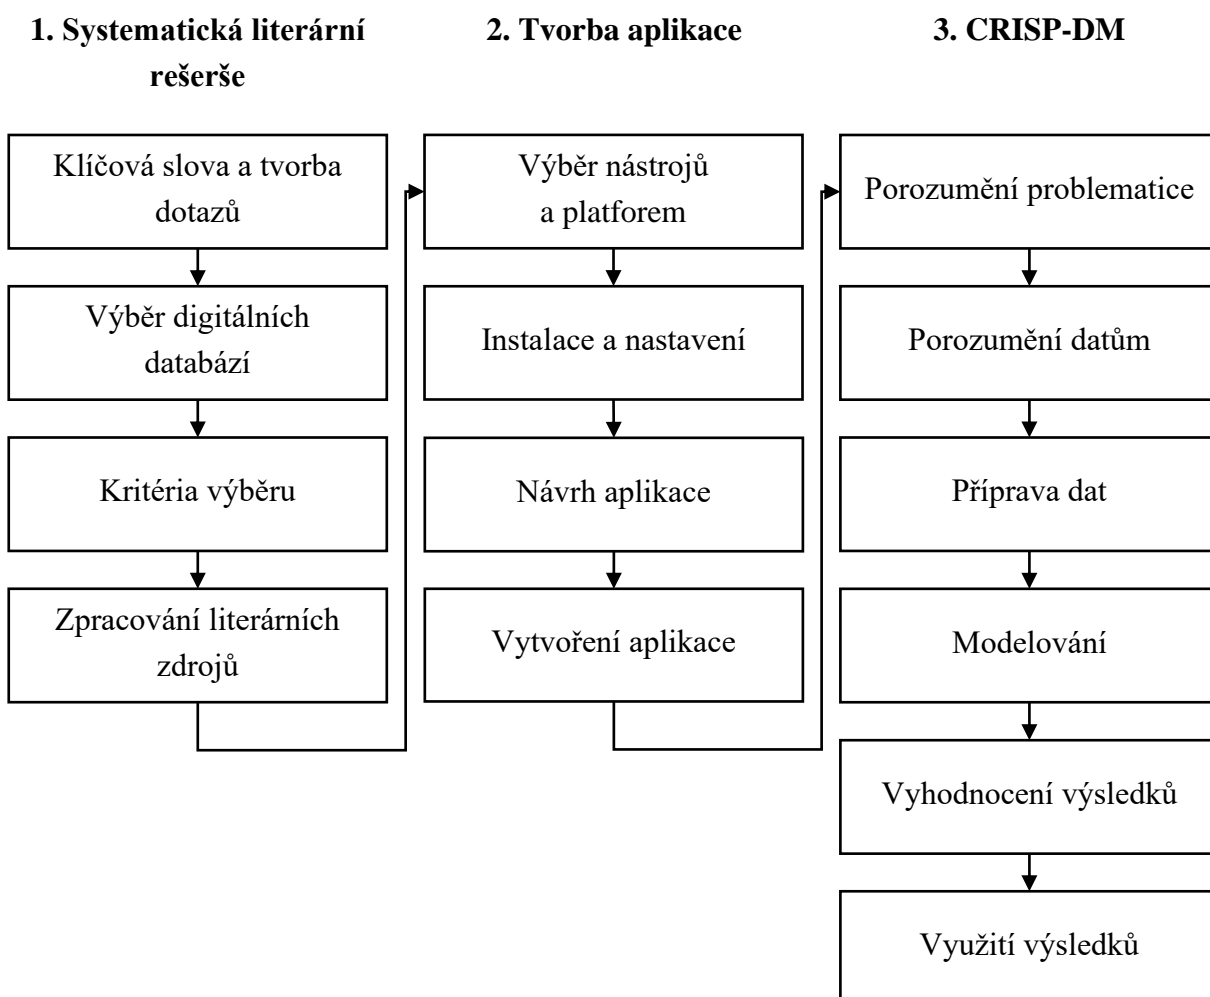 1. Systematická literární
rešerše
Klíčová slova a tvorba
dotazů
Výběr digitálních
databází
Kritéria výběru
Zpracování literárních
zdrojů
2. Tvorba aplikace
Výběr nástrojů
a platforem
Instalace a nastavení
Návrh aplikace
Vytvoření aplikace
3. CRISP-DM
Porozumění problematice
Porozumění datům
Příprava dat
Modelování
Vyhodnocení výsledků
Využití výsledků